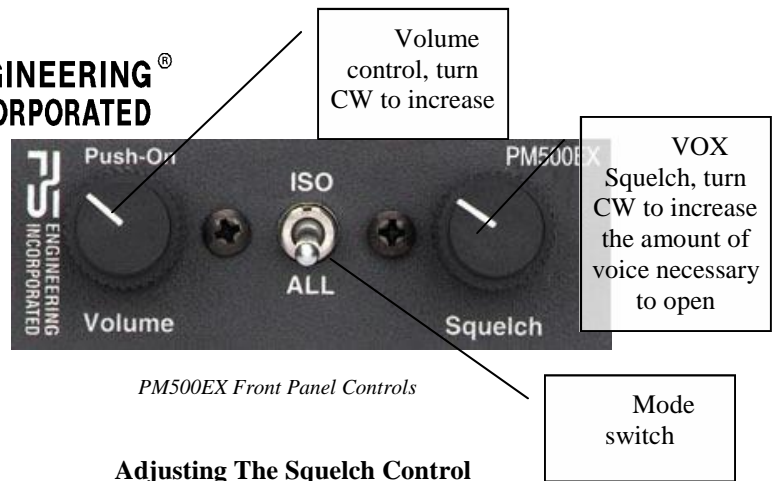 Volume
control, turn
CW to increase
GINEERING®
ORPORATED
VOX
Squelch, turn
CW to increase
the amount of
voice necessary
to open
Push-On
ISO
PM500EX
PS
ENGINEERING
INCORPORATED
ALL
Volume
Squelch
PM500EX Front Panel Controls
Mode
switch
Adjusting The Squelch Control